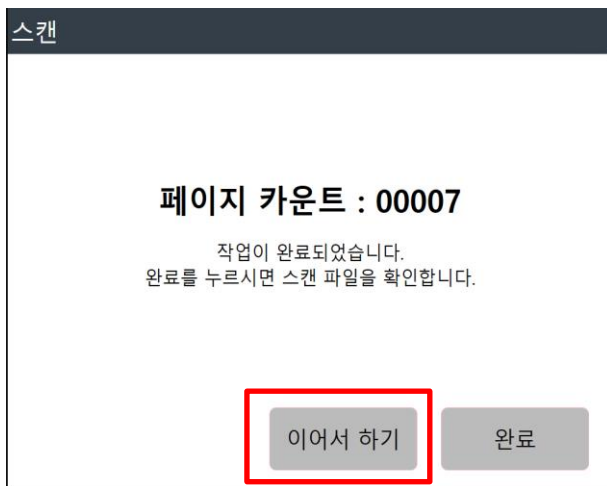 스캔
페이지 카운트 : 00007
작업이 완료되었습니다.
완료를 누르시면 스캔 파일을 확인합니다.
이어서 하기
완료